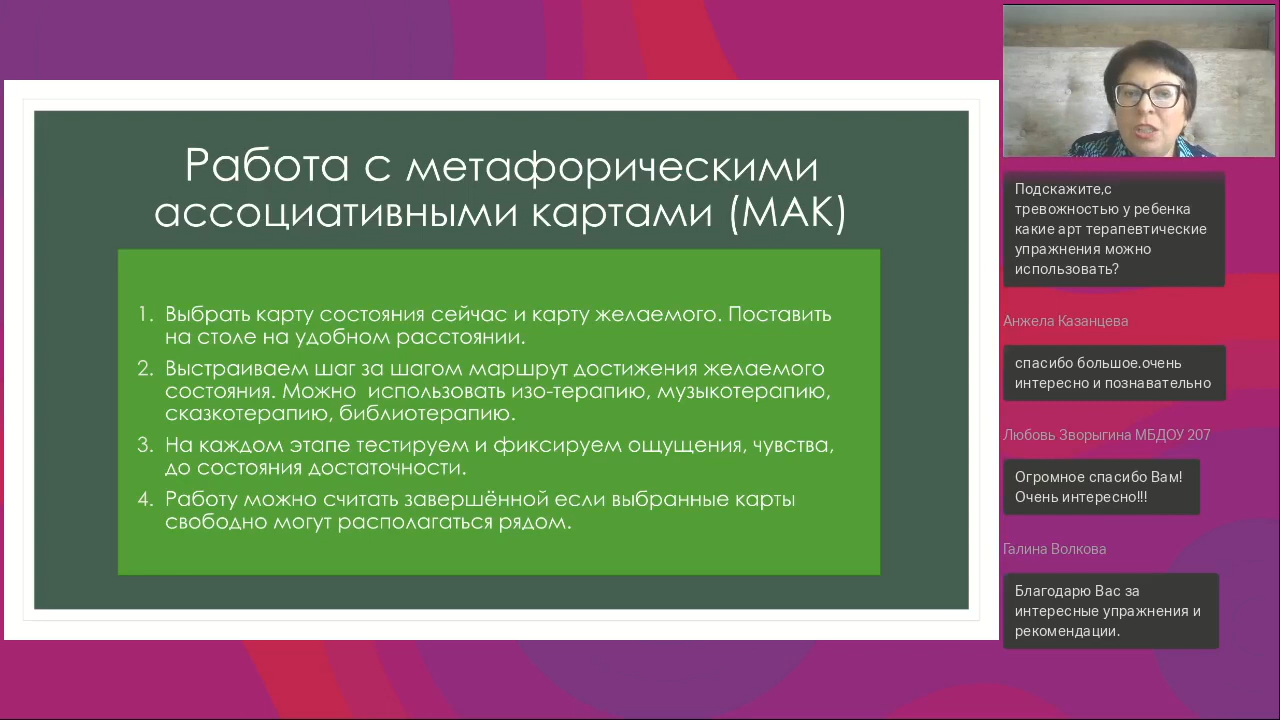 Работа с метафорическими
ассоциативными картами (МАК)
1. Выбрать карту состояния сейчас и карту желаемого. Поставить
на столе на удобном расстоянии.
2. Выстраиваем шаг за шагом маршрут достижения желаемого
состояния. Можно использовать изо-терапию, музыкотерапию,
сказкотерапию, библиотерапию.
3. На каждом этапе тестируем и фиксируем ощущения, чувства,
до состояния достаточности.
4. Работу можно считать завершённой если выбранные карты
свободно могут располагаться рядом.
Подскажите,с
тревожностью у ребенка
какие арт терапевтические
упражнения можно
использовать?
Анжела Казанцева
спасибо большое.очень
интересно и познавательно
Любовь Зворыгина МБДОУ 207
Огромное спасибо Вам!
Очень интересно!!!
Галина Волкова
Благодарю Вас за
интересные упражнения и
рекомендации.